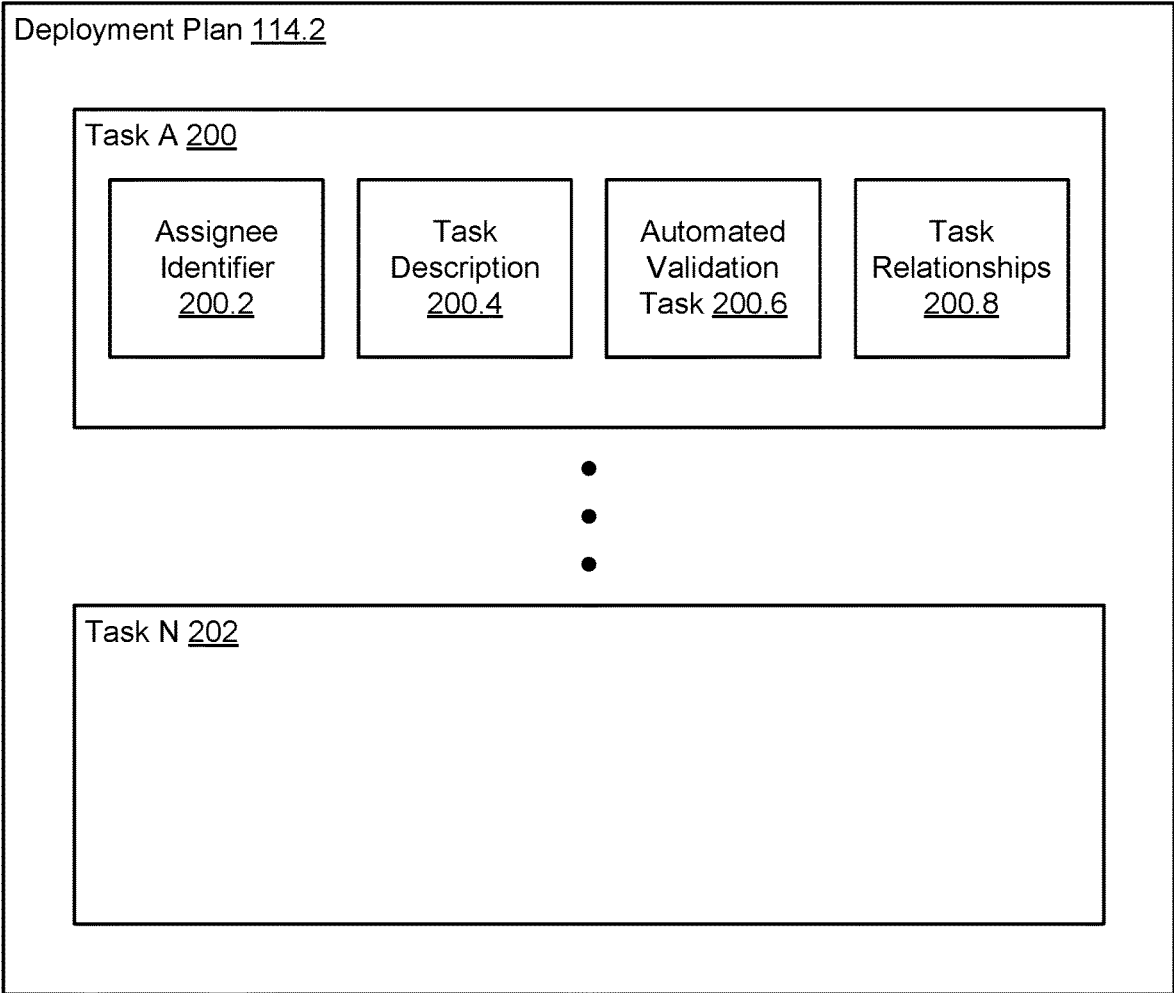 Deployment Plan 114.2
Task A 200
Assignee
Identifier
200.2
Task
Description
200.4
Automated
Validation
Task 200.6
Task
Relationships
200.8
Task N 202